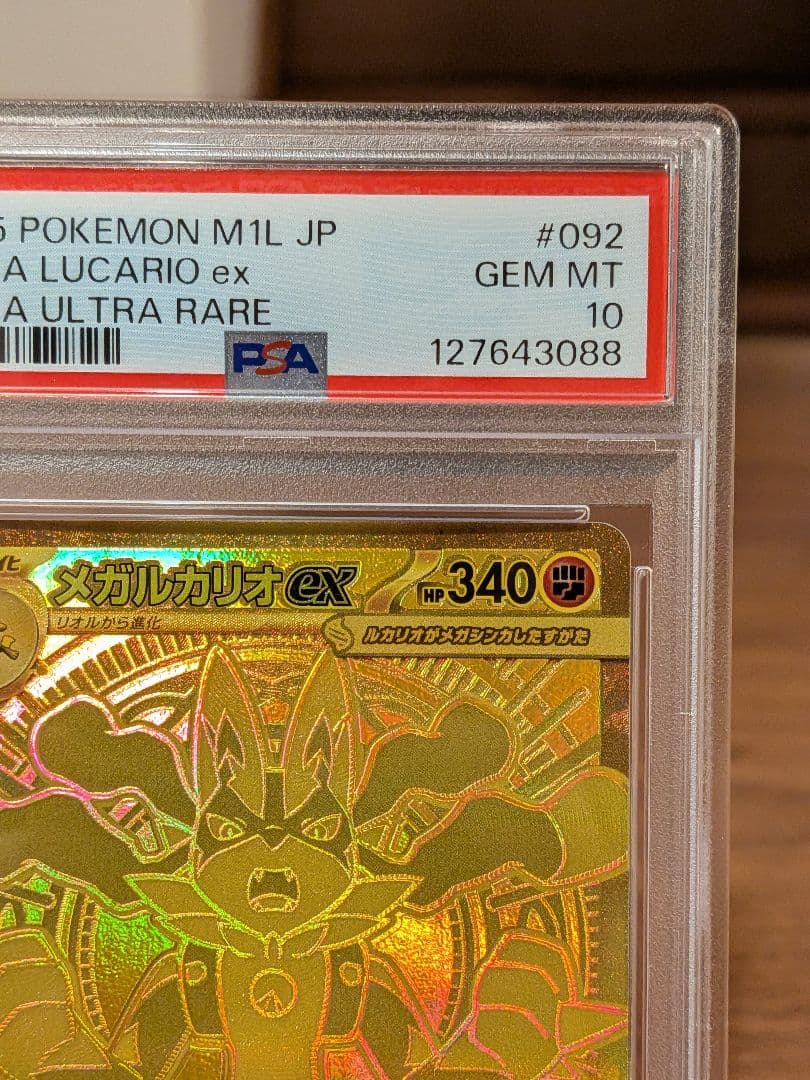 5 POKEMON M1L JP #092
A LUCARIO ex GEM MT
A ULTRA RARE 10
PSA 127643088
化
メガルカリオex HP340
リオルから進化
ルカリオがメガシンカしたすがた